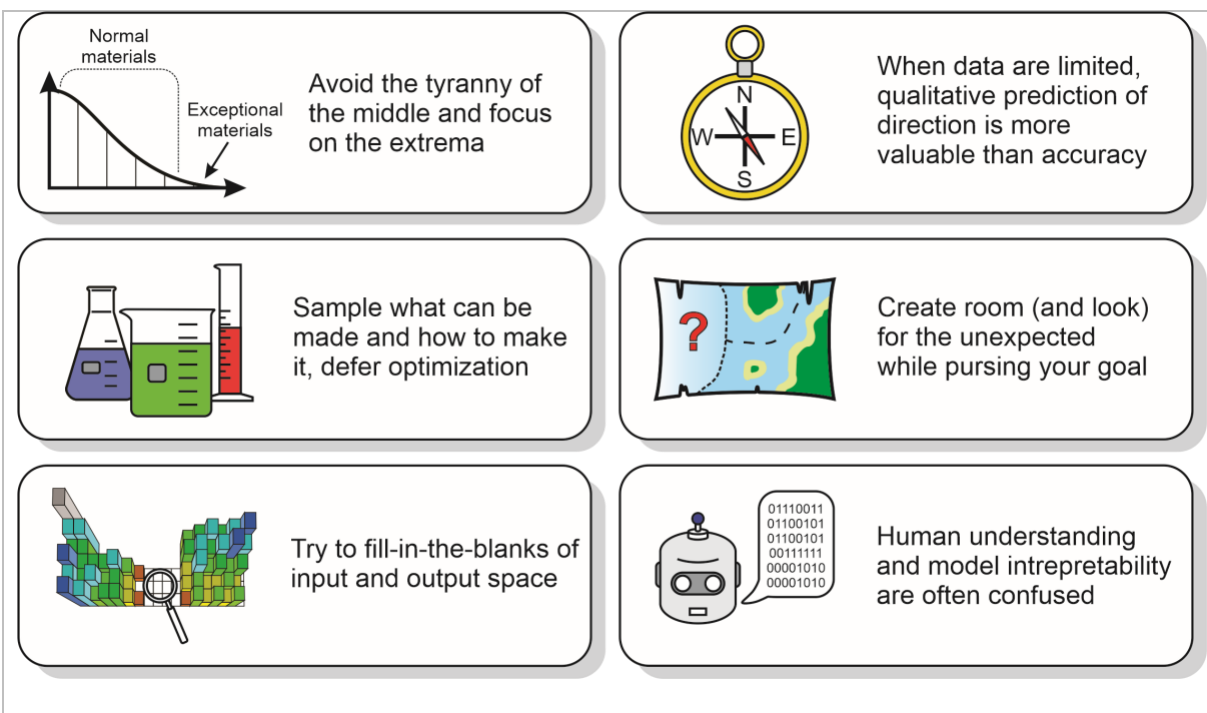 Normal
materials
Exceptional
materials
Avoid the tyranny of
the middle and focus
on the extrema
N
W
E
S
When data are limited,
qualitative prediction of
direction is more
valuable than accuracy
Sample what can be
made and how to make
it, defer optimization
?
Create room (and look)
for the unexpected
while pursing your goal
Try to fill-in-the-blanks of
input and output space
01110011
01100101
01100101
00111111
00001010
00001010
Human understanding
and model intrepretability
are often confused